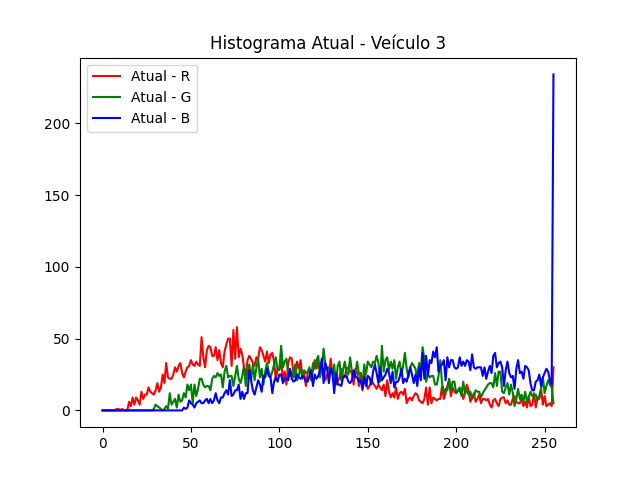 Histograma Atual - Veículo 3
Atual - R
Atual - G
Atual - B
200
150
100
50
0
0 50 100 150 200 250